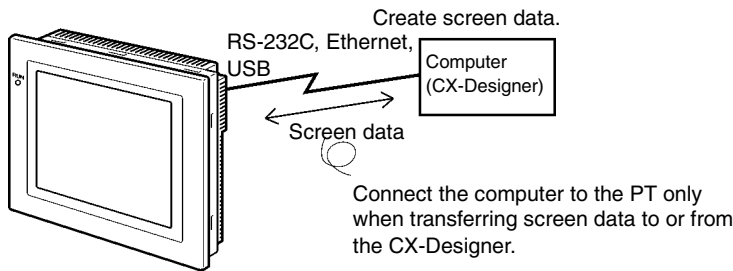 Create screen data.
RS-232C, Ethernet,
USB
Computer
(CX-Designer)
RUN
Screen data
Connect the computer to the PT only
when transferring screen data to or from
the CX-Designer.